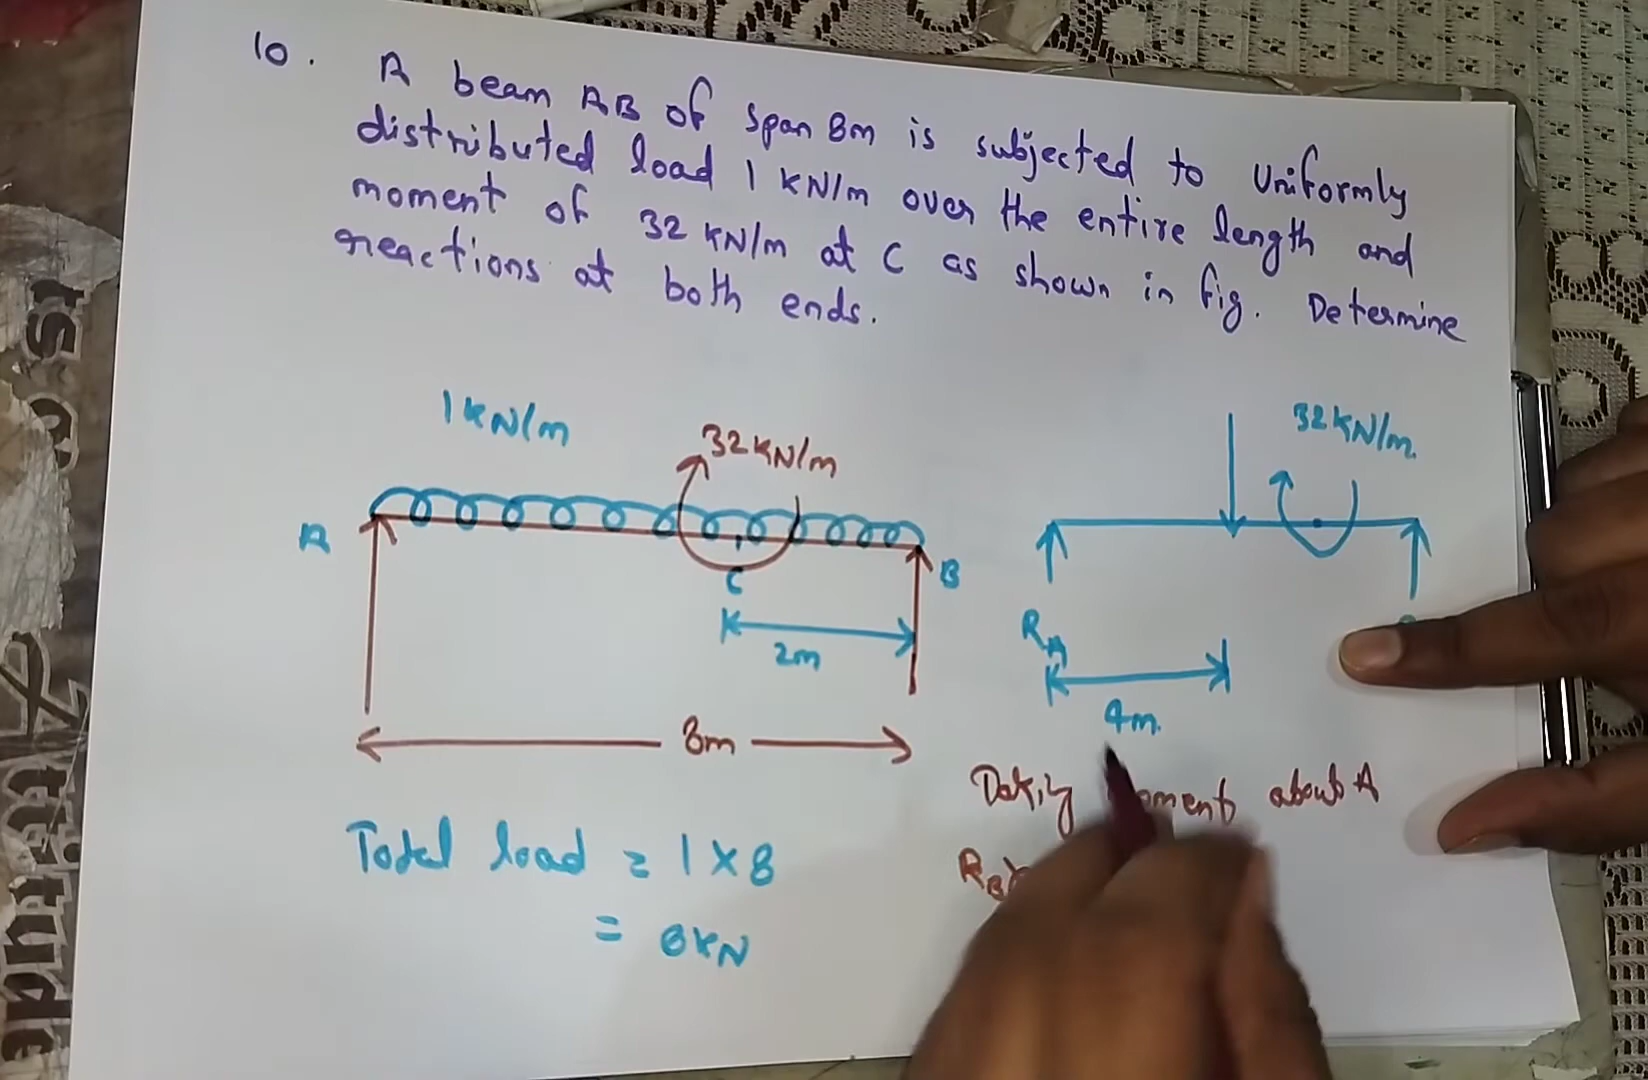 10. A beam AB of span 8m is subjected to Uniformly
distributed load 1 KN/m over the entire length and
moment of 32 KN/m at C as shown in fig. Determine
reactions at both ends.
1KN/m
32KN/m
A
C
B
2m
8m
Total load = 1 × 8
= 8KN
32KN/m.
RA
4m.
about A
RB
attitude